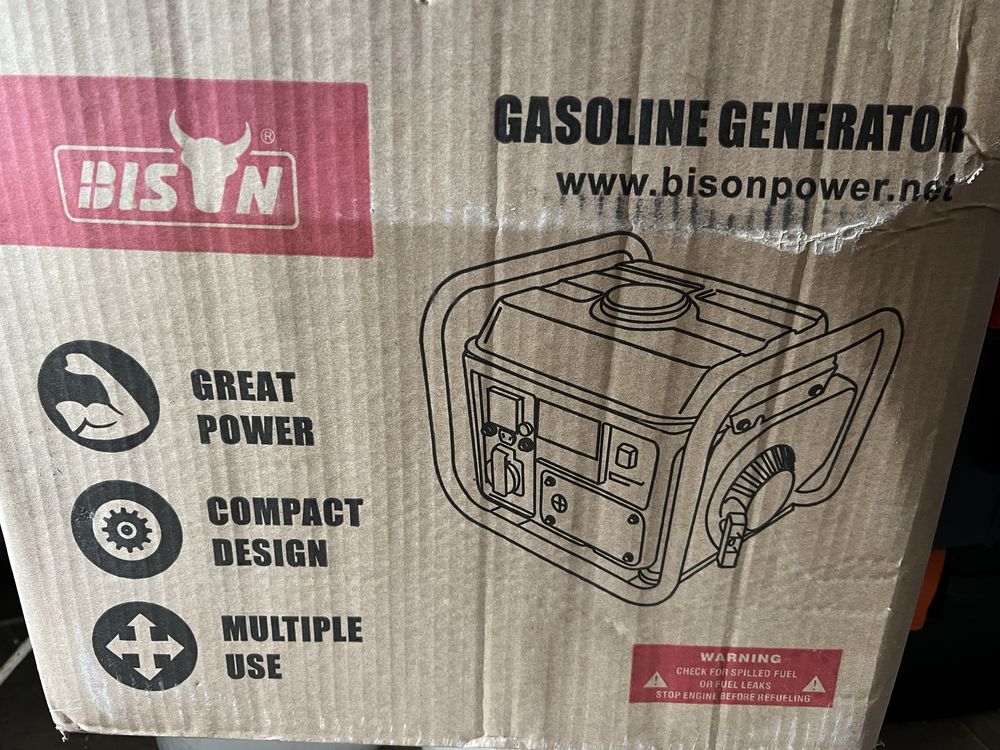 BISON
®
GASOLINE GENERATOR
www.bisonpower.net
GREAT
POWER
COMPACT
DESIGN
MULTIPLE
USE
WARNING
CHECK FOR SPILLED FUEL
OR FUEL LEAKS
STOP ENGINE BEFORE REFUELING